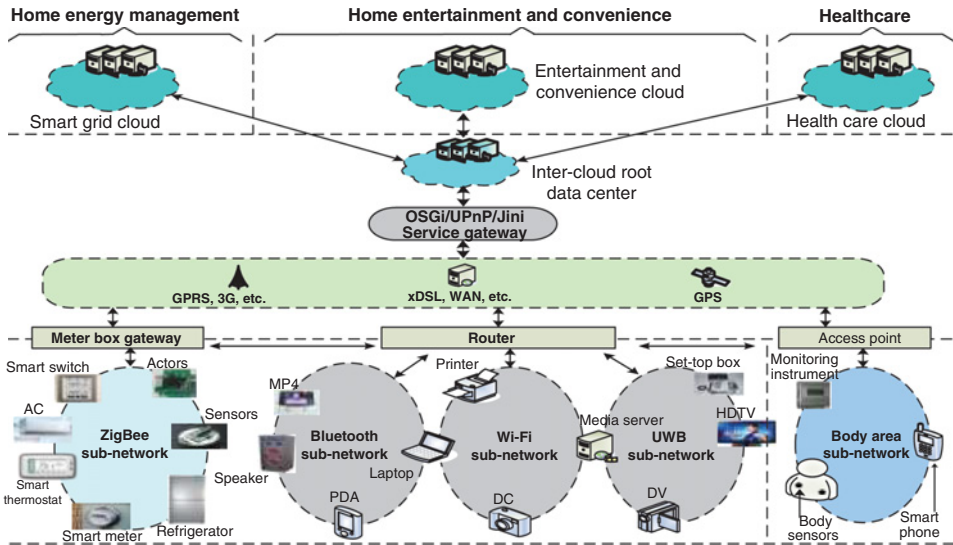 Home energy management
Home entertainment and convenience
Healthcare
Entertainment and
convenience cloud
Smart grid cloud
Health care cloud
Inter-cloud root
data center
OSGi/UPnP/Jini
Service gateway
GPRS, 3G, etc.
xDSL, WAN, etc.
GPS
Meter box gateway
Router
Access point
Smart switch
Actors
AC
Sensors
ZigBee
sub-network
Smart
thermostat
Smart meter
Refrigerator
MP4
Speaker
Bluetooth
sub-network
PDA
Laptop
Printer
Wi-Fi
sub-network
DC
Media server
Set-top box
HDTV
UWB
sub-network
DV
Monitoring
instrument
Body area
sub-network
Body
sensors
Smart
phone